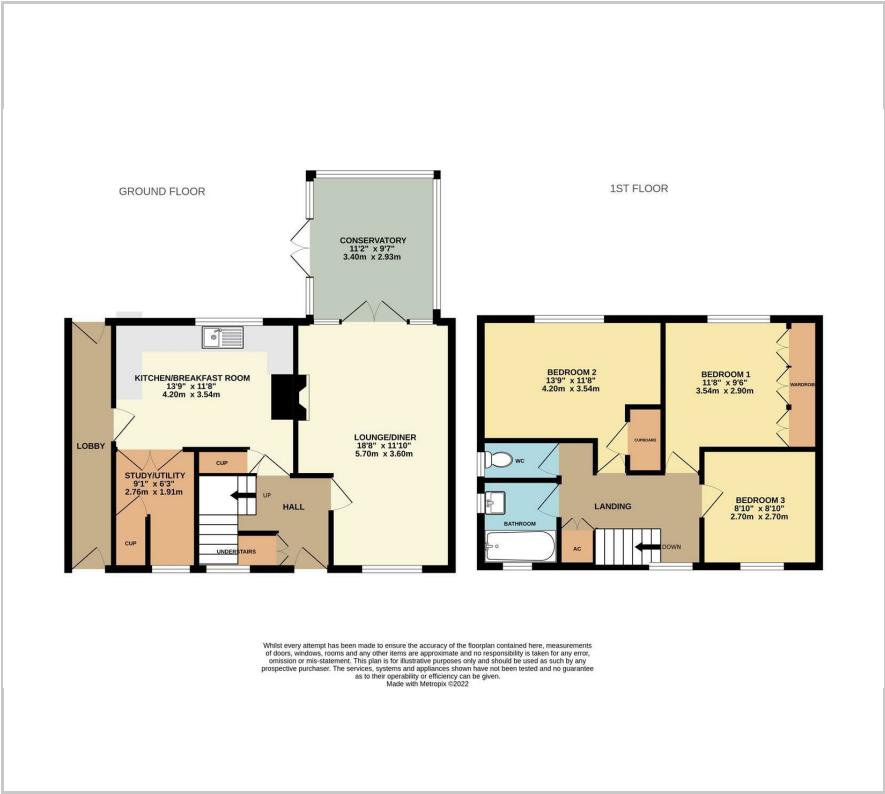 GROUND FLOOR
1ST FLOOR
CONSERVATORY
11'2" x 9'7"
3.40m x 2.93m
KITCHEN/BREAKFAST ROOM
13'9" x 11'8"
4.20m x 3.54m
LOBBY
LOUNGE/DINER
18'8" x 11'10"
5.70m x 3.60m
CUP
STUDY/UTILITY
9'1" x 6'3"
2.76m x 1.91m
UP
HALL
CUP
UNDERSTAIRS
BEDROOM 2
13'9" x 11'8"
4.20m x 3.54m
BEDROOM 1
11'8" x 9'6"
3.54m x 2.90m
WARDROBE
CUPBOARD
WC
BEDROOM 3
8'10" x 8'10"
2.70m x 2.70m
LANDING
BATHROOM
AC
DOWN
Whilst every attempt has been made to ensure the accuracy of the floorplan contained here, measurements
of doors, windows, rooms and any other items are approximate and no responsibility is taken for any error,
omission or mis-statement. This plan is for illustrative purposes only and should be used as such by any
prospective purchaser. The services, systems and appliances shown have not been tested and no guarantee
as to their operability or efficiency can be given.
Made with Metropix ©2022